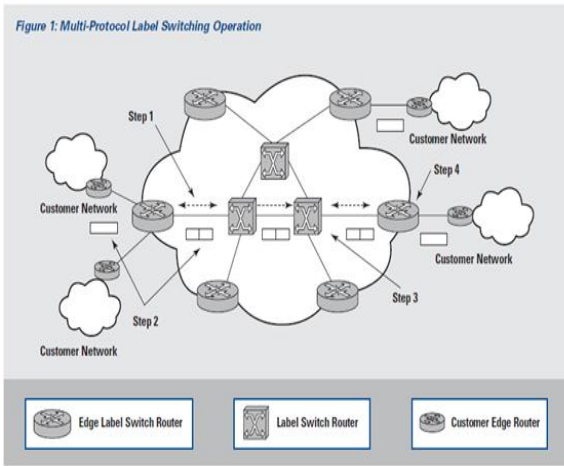 Figure 1: Multi-Protocol Label Switching Operation
Step 1
Customer Network
Step 4
Customer Network
Customer Network
Step 3
Step 2
Customer Network
Edge Label Switch Router
Label Switch Router
Customer Edge Router